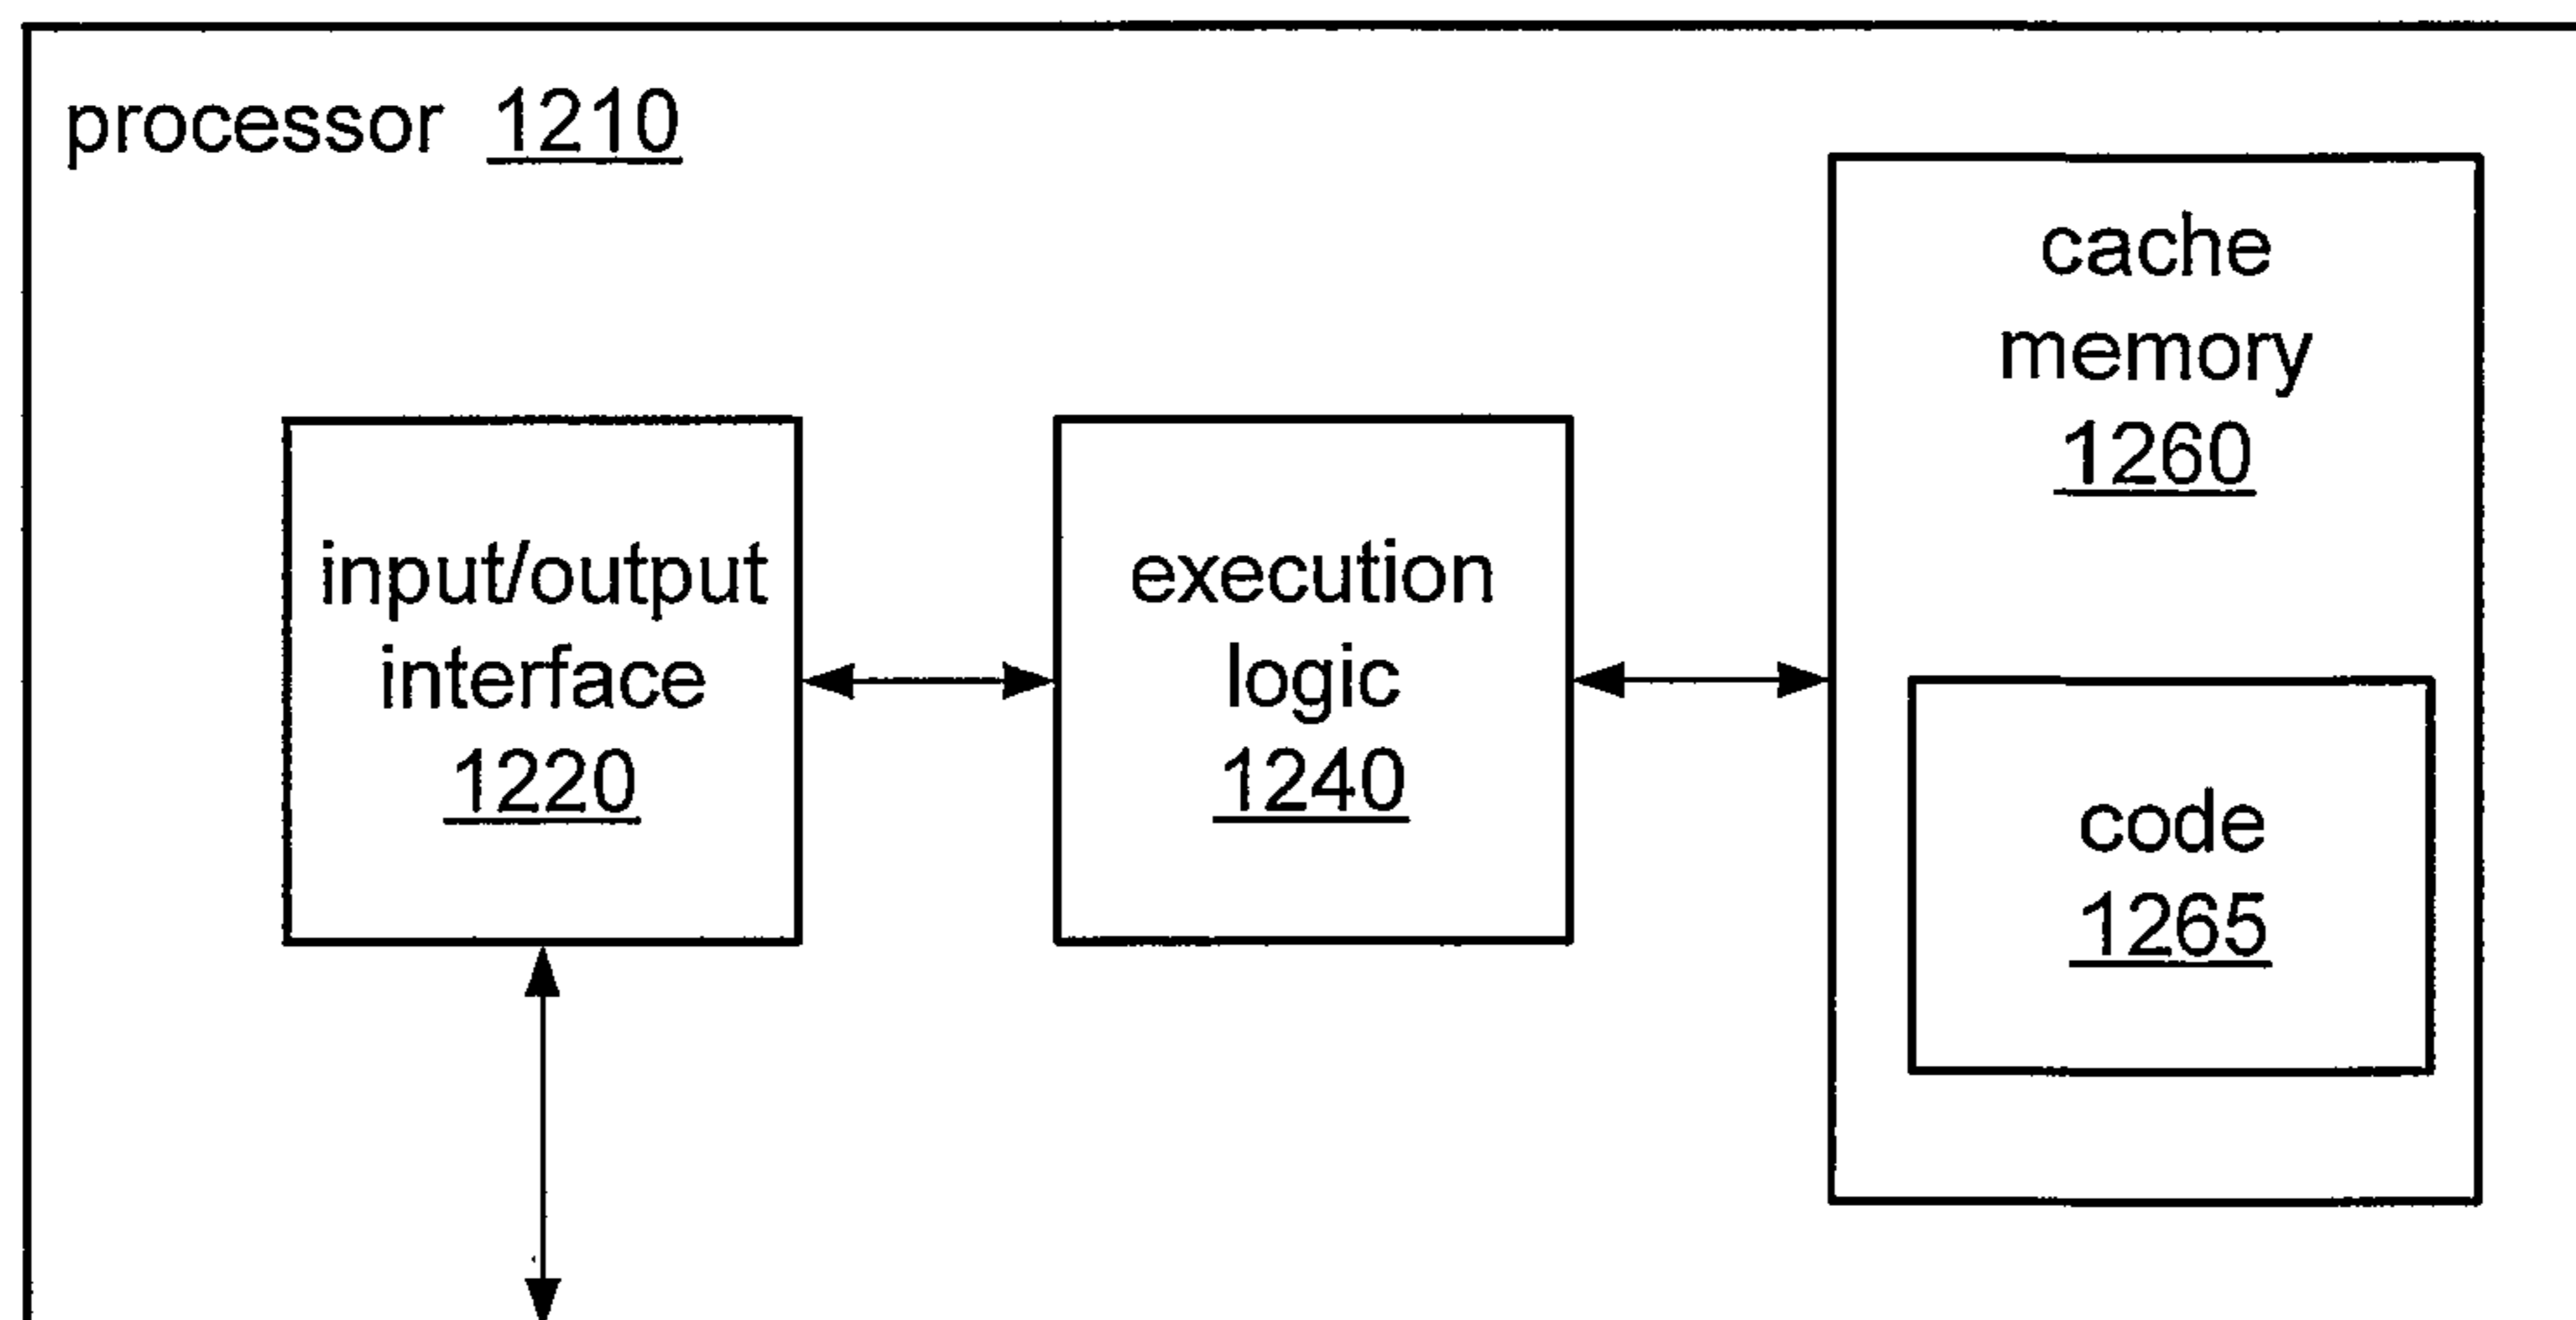 processor 1210
input/output
interface
1220
execution
logic
1240
cache
memory
1260
code
1265